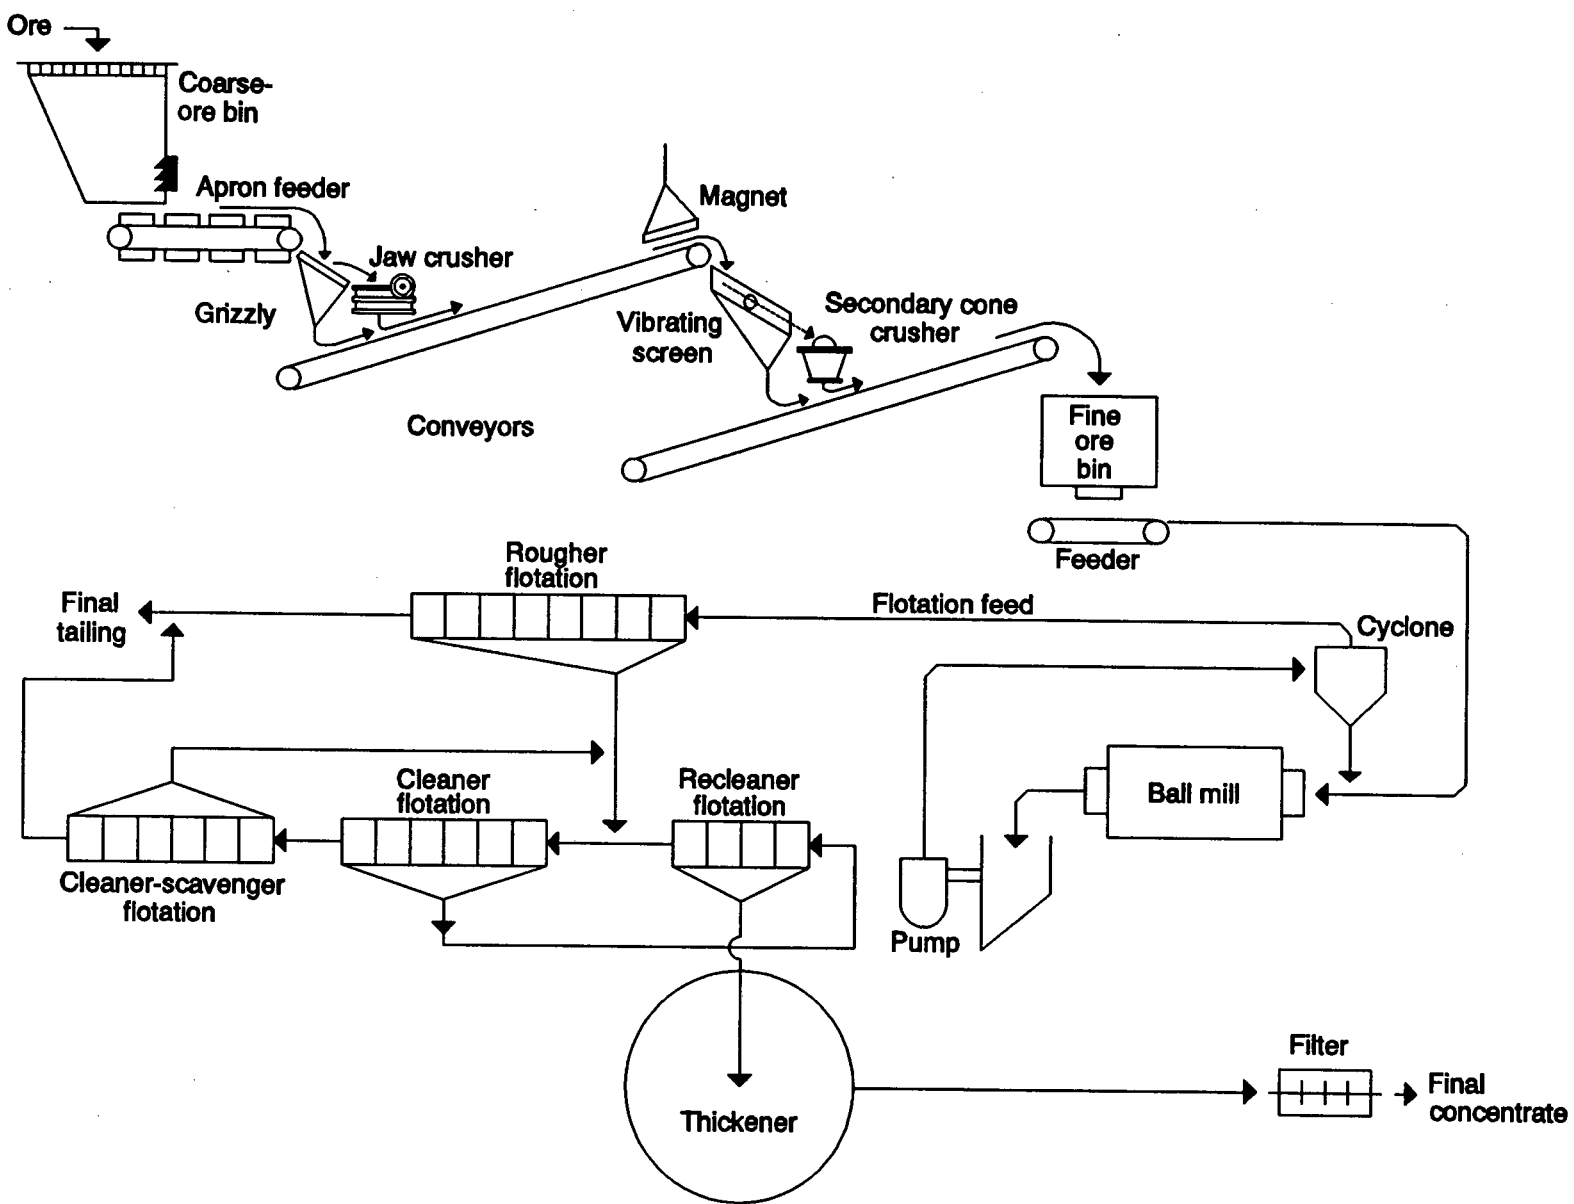 Ore
Coarse-
ore bin
Apron feeder
Magnet
Jaw crusher
Grizzly
Vibrating
screen
Secondary cone
crusher
Conveyors
Fine
ore
bin
Feeder
Rougher
flotation
Final
tailing
Flotation feed
Cyclone
Cleaner
flotation
Recleaner
flotation
Ball mill
Cleaner-scavenger
flotation
Pump
Thickener
Filter
Final
concentrate